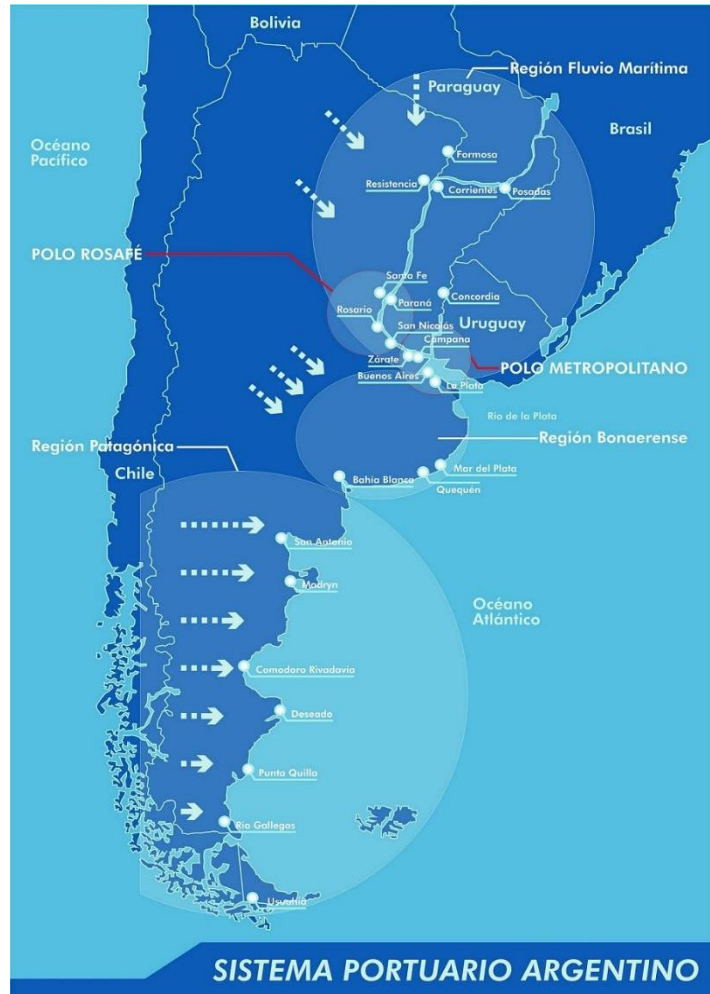 Bolivia
Región Fluvio Marítima
Paraguay
Océano
Pacífico
Brasil
Formosa
Resistencia
Corrientes
Posadas
POLO ROSAFÉ
Santa Fe
Paraná
Concordia
Rosario
Uruguay
San Nicolás
Campana
Zárate
POLO METROPOLITANO
Buenos Aires
La Plata
Río de la Plata
Región Patagónica
Región Bonaerense
Chile
Mar del Plata
Bahía Blanca
Quequén
San Antonio
Madryn
Océano
Atlántico
Comodoro Rivadavia
Deseado
Punta Quilla
Río Gallegos
Usuahia
SISTEMA PORTUARIO ARGENTINO